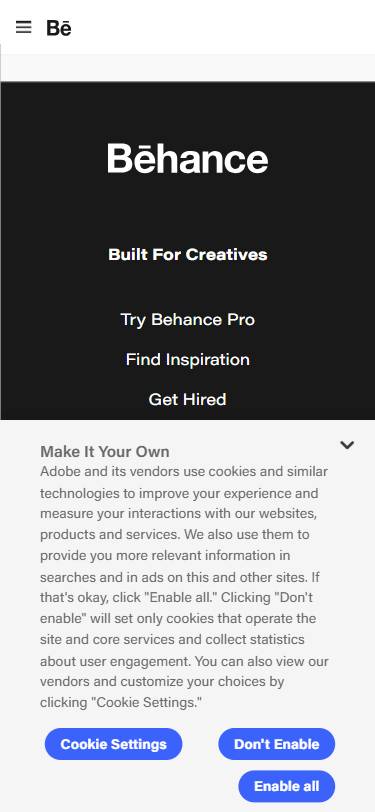 Bē
Bēhance
Built For Creatives
Try Behance Pro
Find Inspiration
Get Hired
Make It Your Own
Adobe and its vendors use cookies and similar
technologies to improve your experience and
measure your interactions with our websites,
products and services. We also use them to
provide you more relevant information in
searches and in ads on this and other sites. If
that's okay, click "Enable all." Clicking "Don't
enable" will set only cookies that operate the
site and core services and collect statistics
about user engagement. You can also view our
vendors and customize your choices by
clicking "Cookie Settings."
Cookie Settings
Don't Enable
Enable all